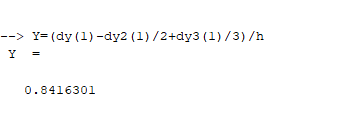 --> Y=(dy(1)-dy2(1)/2+dy3(1)/3)/h
Y =
0.8416301